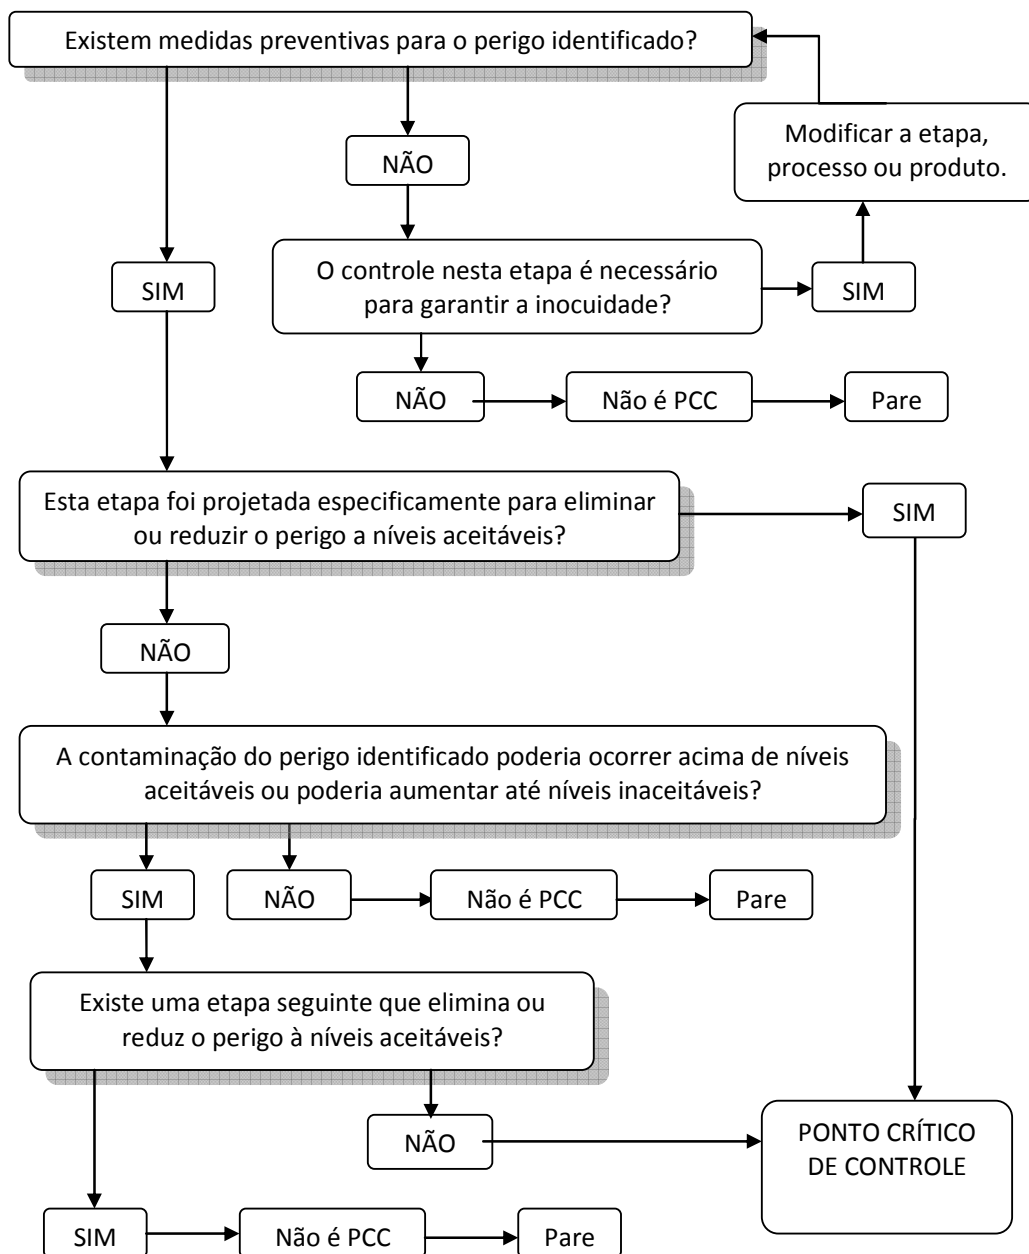 Existem medidas preventivas para o perigo identificado?
Modificar a etapa,
processo ou produto.
NÃO
O controle nesta etapa é necessário
para garantir a inocuidade?
SIM
SIM
NÃO
Não é PCC
Pare
Esta etapa foi projetada especificamente para eliminar
ou reduzir o perigo a níveis aceitáveis?
SIM
NÃO
A contaminação do perigo identificado poderia ocorrer acima de níveis
aceitáveis ou poderia aumentar até níveis inaceitáveis?
SIM
NÃO
Não é PCC
Pare
Existe uma etapa seguinte que elimina ou
reduz o perigo à níveis aceitáveis?
NÃO
PONTO CRÍTICO
DE CONTROLE
SIM
Não é PCC
Pare